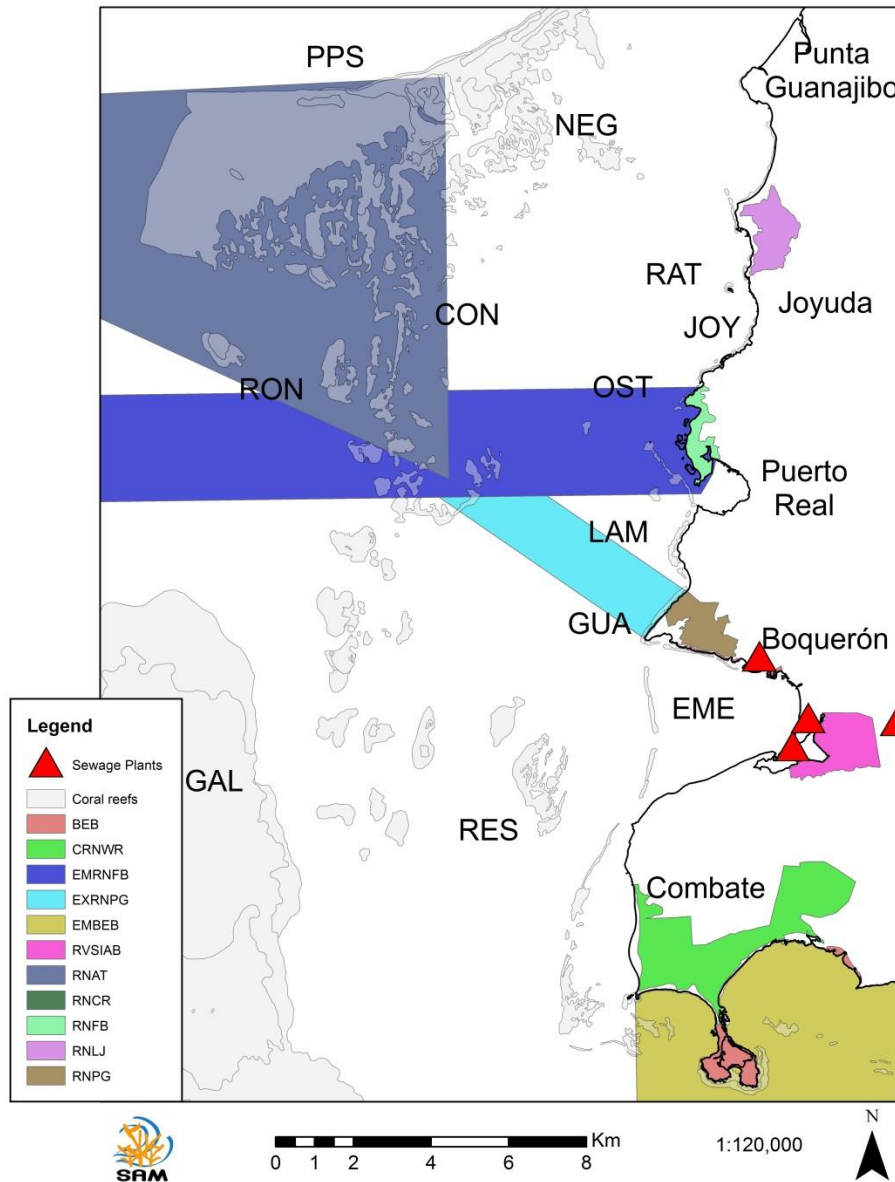 PPS
Punta
Guanajibo
NEG
RAT
Joyuda
CON
JOY
RON
OST
Puerto
Real
LAM
GUA
Boquerón
EME
GAL
RES
Combate
Legend
Sewage Plants
Coral reefs
BEB
CRNWR
EMRNFB
EXRNPG
EMBEB
RVSIAB
RNAT
RNCR
RNFB
RNLJ
RNPG
SAM
Km
0 1 2 4 6 8
1:120,000
N